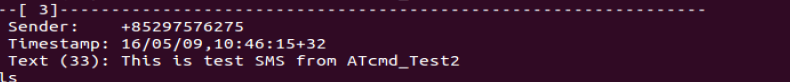 --[ 3]----------------------------------------------------------------
Sender:    +85297576275
Timestamp: 16/05/09,10:46:15+32
Text (33): This is test SMS from ATcmd_Test2
ls